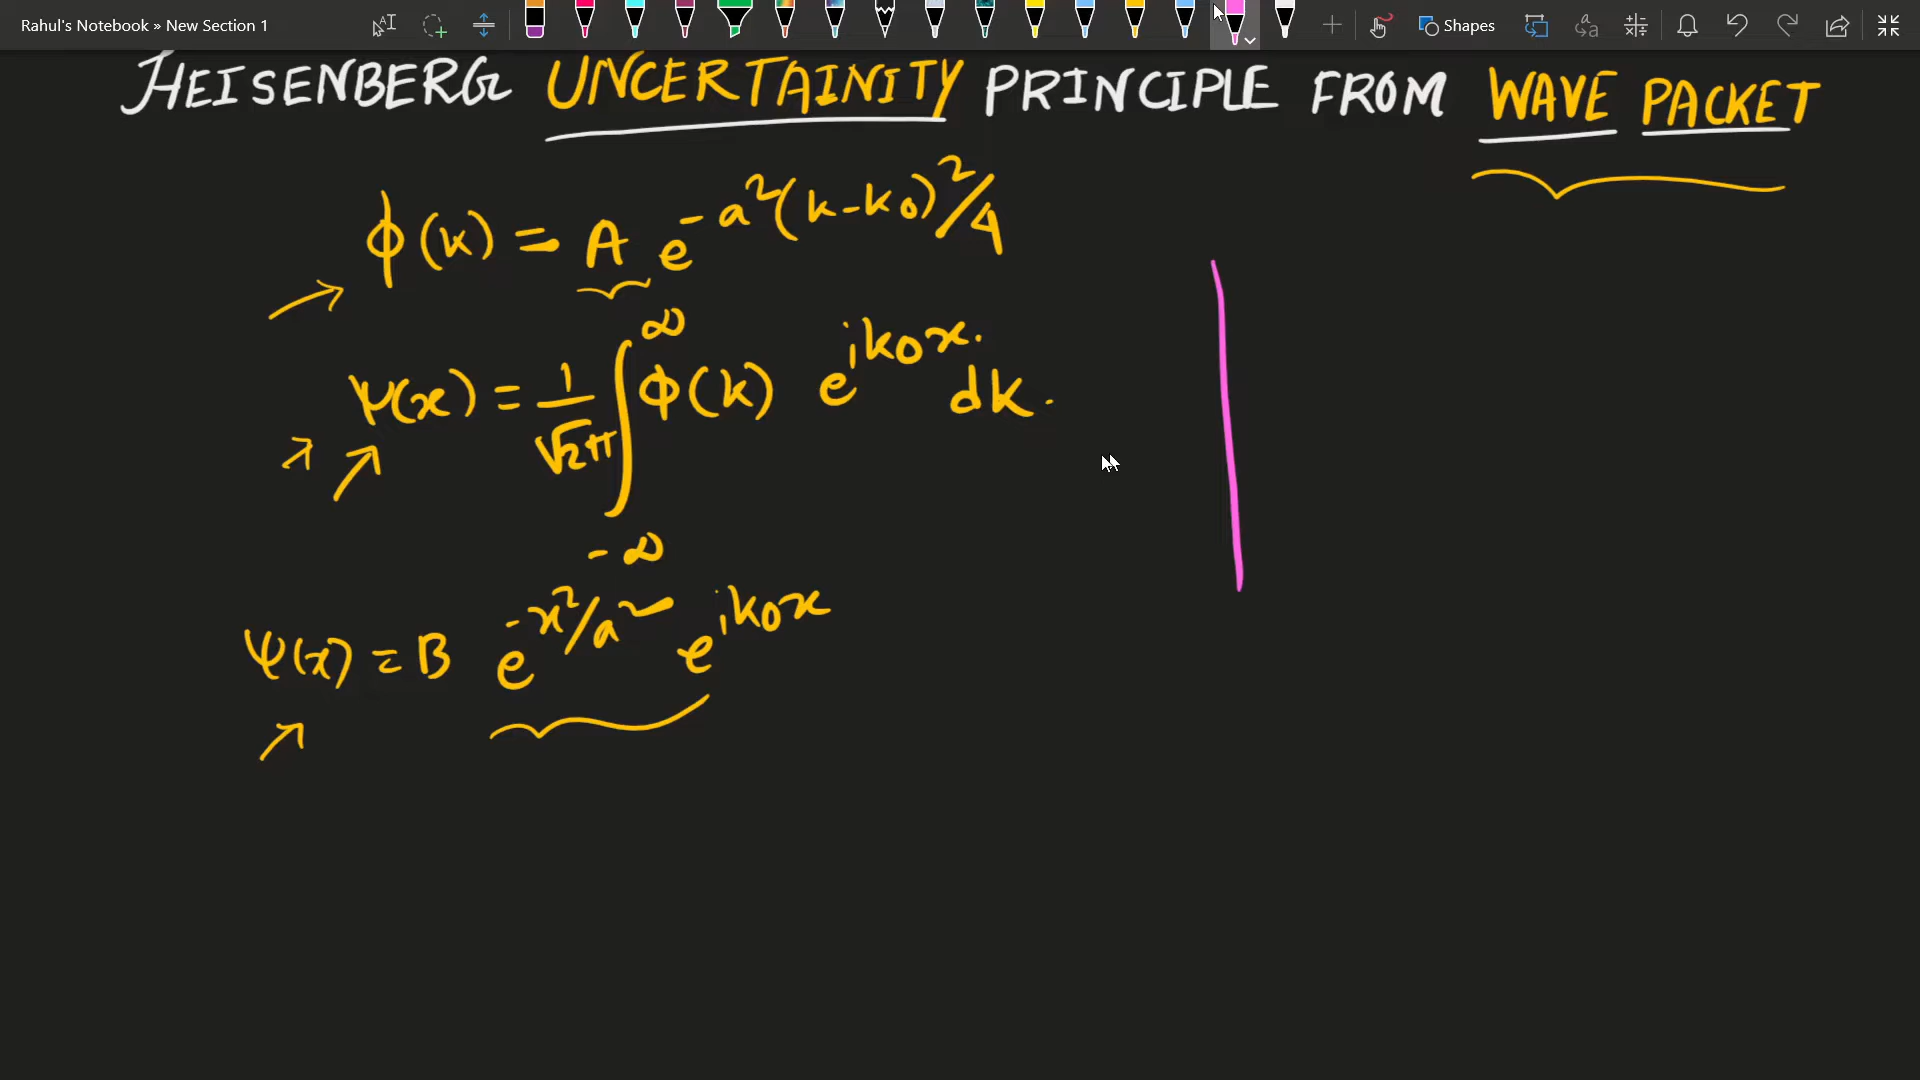 Rahul's Notebook » New Section 1
Shapes
HEISENBERG UNCERTAINITY PRINCIPLE FROM WAVE PACKET
ϕ(k) = A e^{-a²(k-k₀)²/4}
ψ(x) = 1/√2π ∫_{-∞}^{∞} ϕ(k) e^{ik₀x.} dk.
ψ(x) = B e^{-x²/a²} e^{ik₀x}